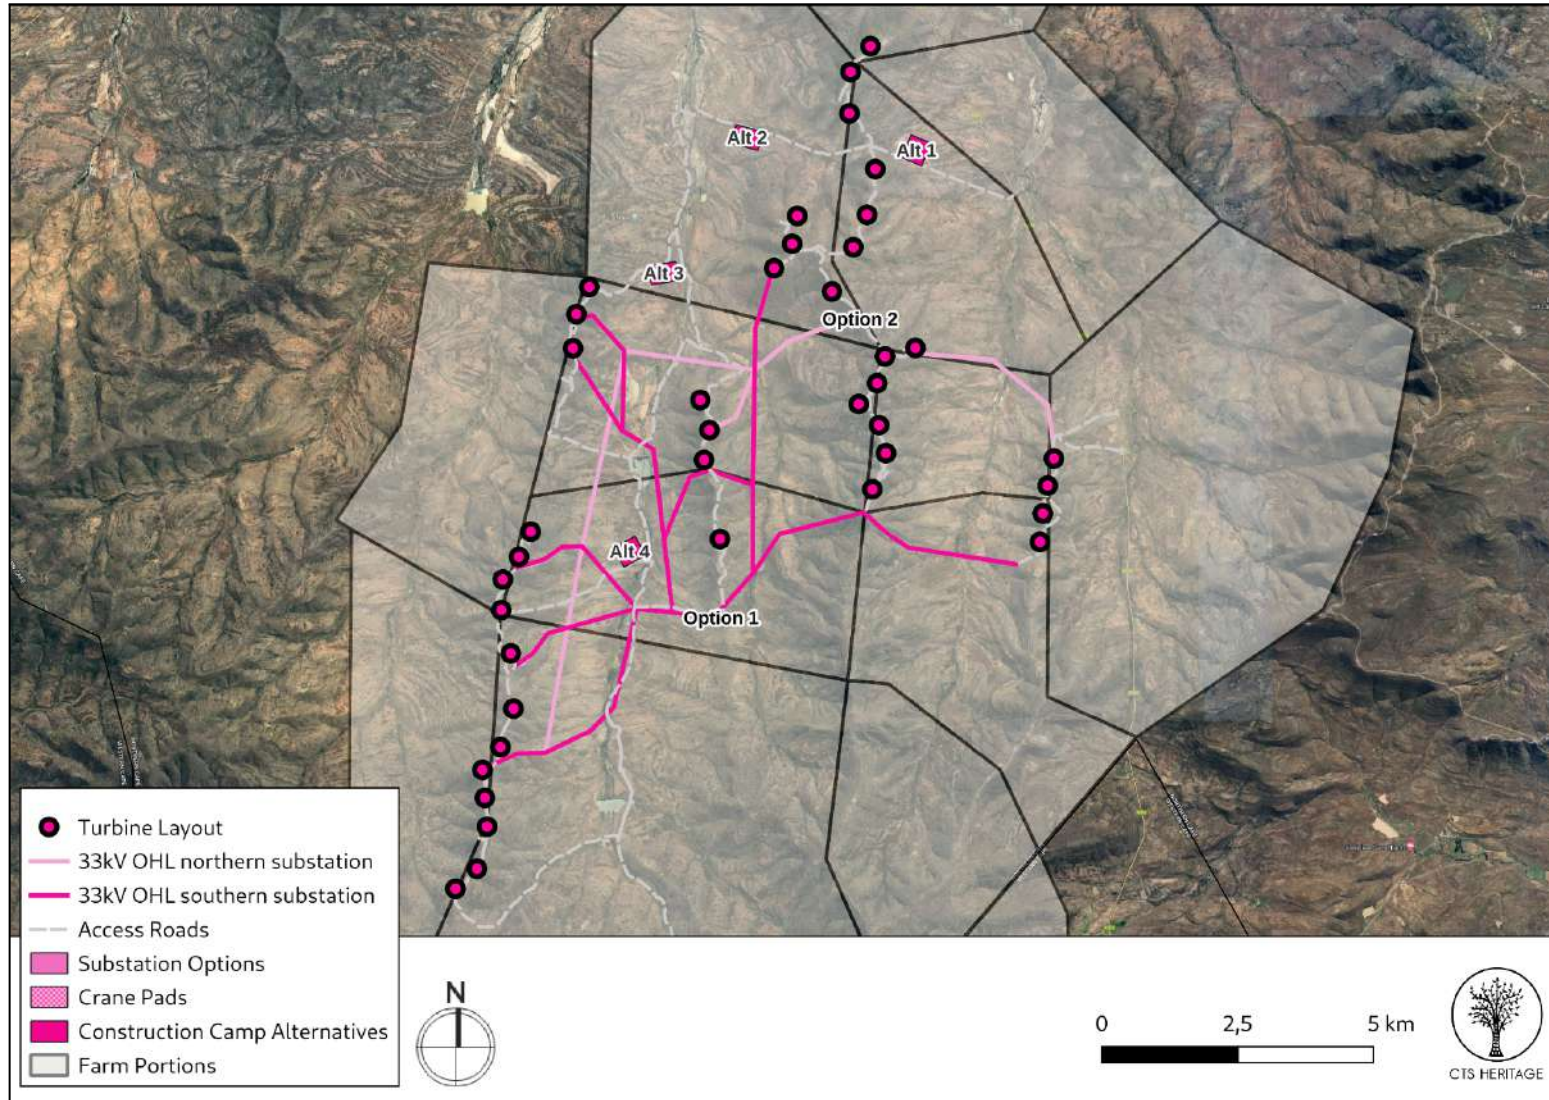 Alt 2
Alt 1
Alt 3
Option 2
Alt 4
Option 1
Turbine Layout
33kV OHL northern substation
33kV OHL southern substation
Access Roads
Substation Options
Crane Pads
Construction Camp Alternatives
Farm Portions
N
0 2,5 5 km
CTS HERITAGE